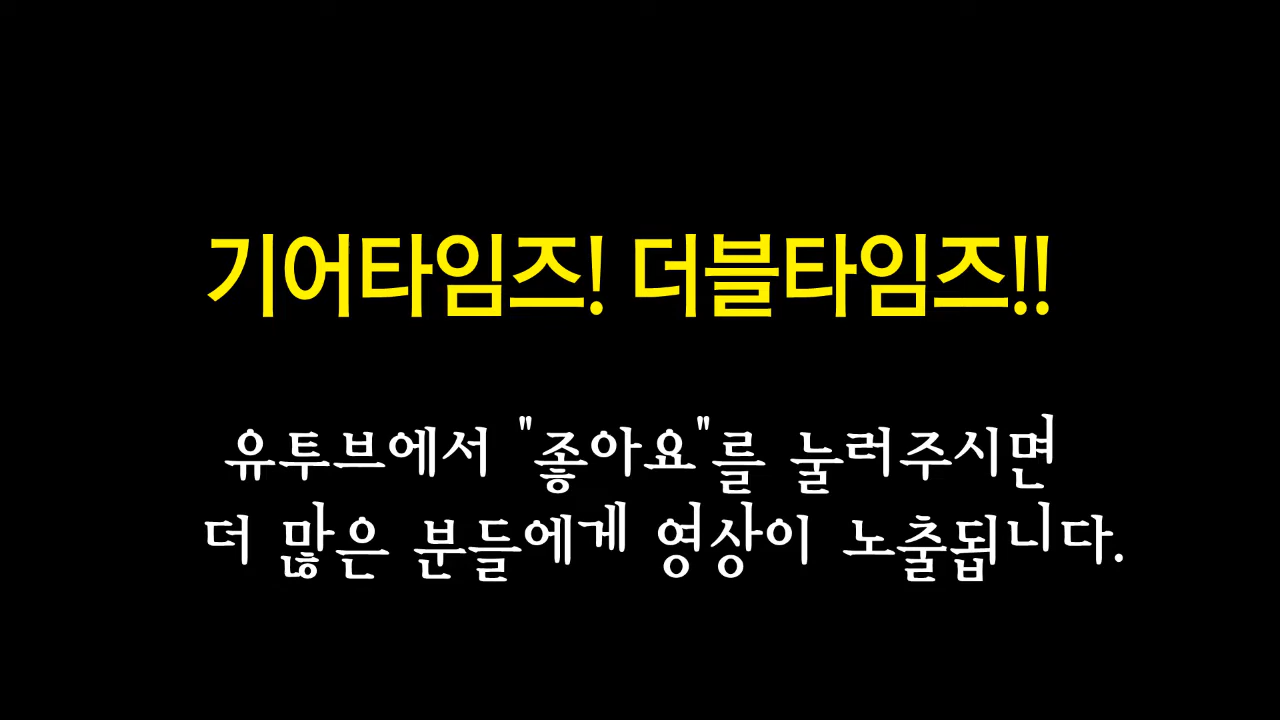 기어타임즈! 더블타임즈!!
유투브에서 "좋아요"를 눌러주시면
더 많은 분들에게 영상이 노출됩니다.